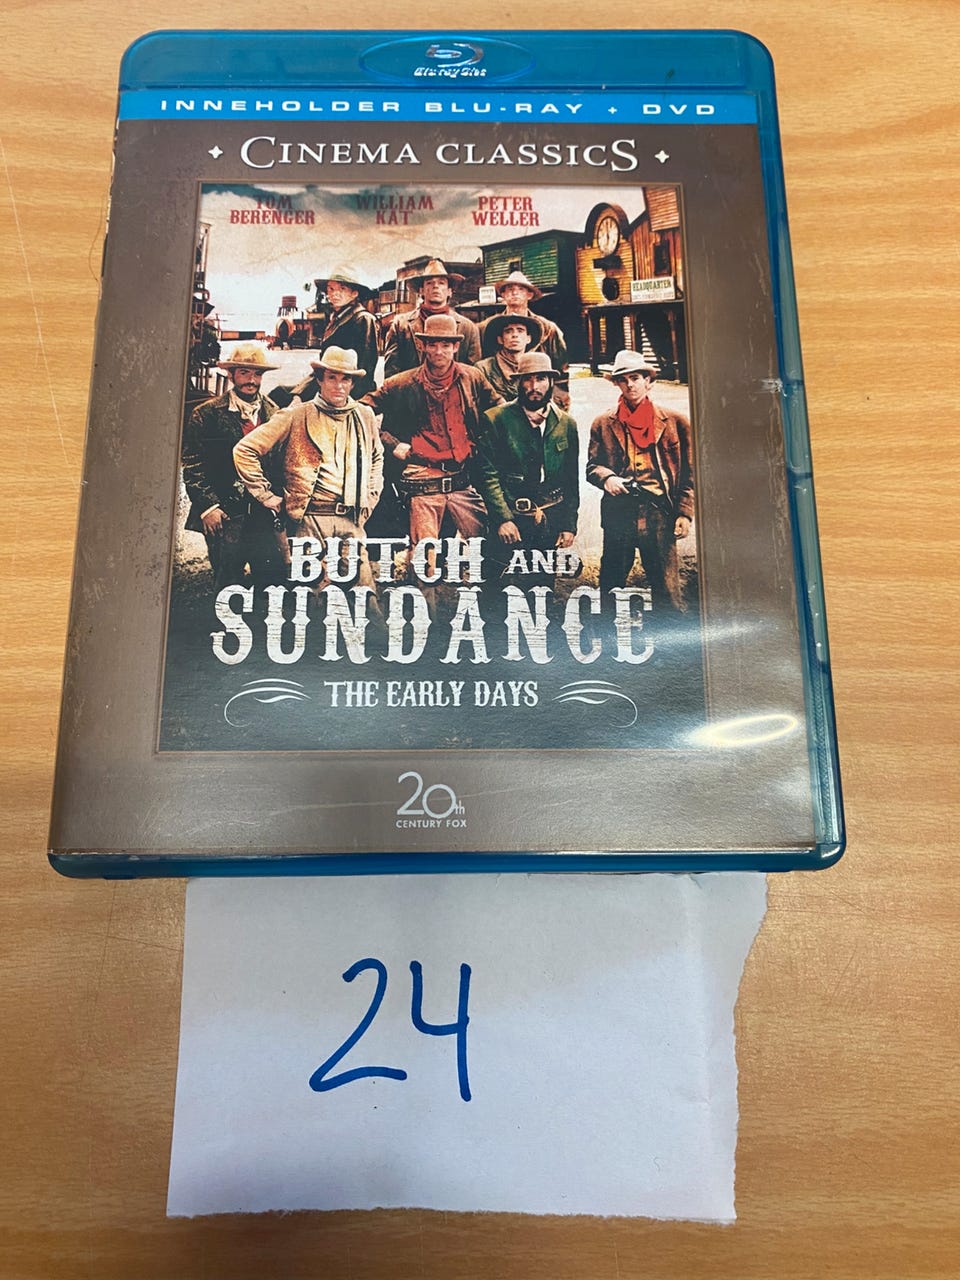 Blu-ray Disc
INNEHOLDER BLU-RAY + DVD
CINEMA CLASSICS
TOM BERENGER
WILLIAM KAT
PETER WELLER
HEADQUARTER
BUTCH AND
SUNDANCE
THE EARLY DAYS
20th
CENTURY FOX
24